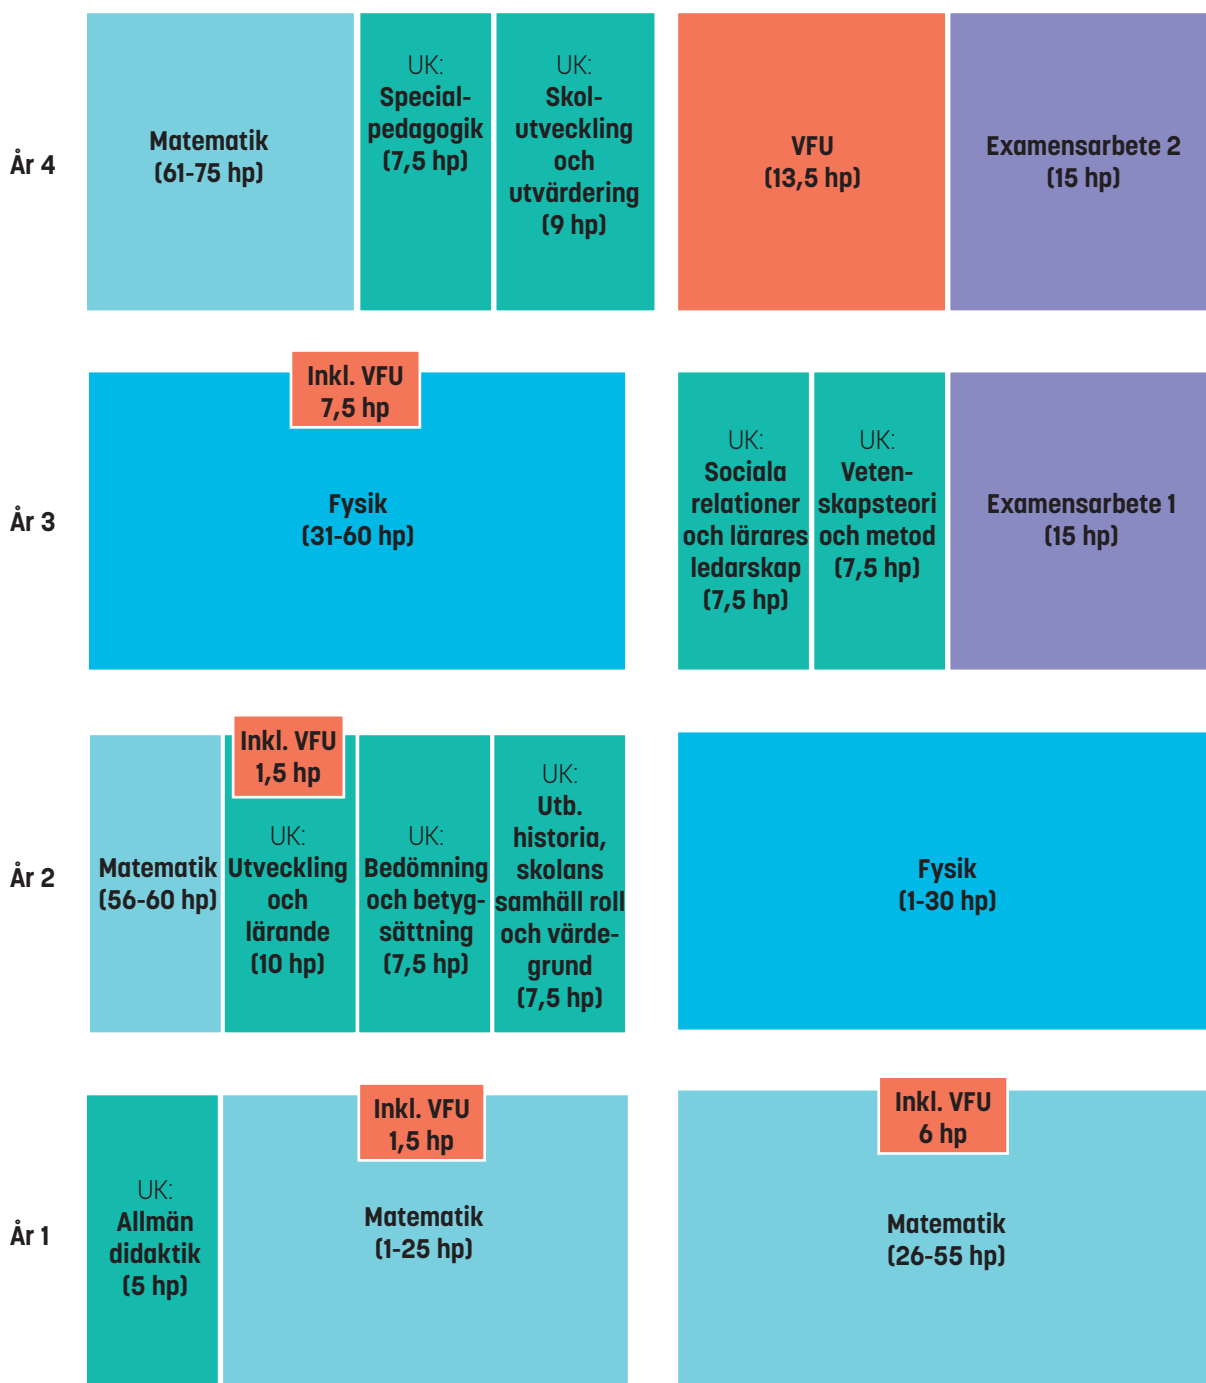 År 4
Matematik
(61-75 hp)
UK:
Special-
pedagogik
(7,5 hp)
UK:
Skol-
utveckling
och
utvärdering
(9 hp)
VFU
(13,5 hp)
Examensarbete 2
(15 hp)
År 3
Inkl. VFU
7,5 hp
Fysik
(31-60 hp)
UK:
Sociala
relationer
och lärares
ledarskap
(7,5 hp)
UK:
Veten-
skapsteori
och metod
(7,5 hp)
Examensarbete 1
(15 hp)
År 2
Matematik
(56-60 hp)
Inkl. VFU
1,5 hp
UK:
Utveckling
och
lärande
(10 hp)
UK:
Bedömning
och betyg-
sättning
(7,5 hp)
UK:
Utb.
historia,
skolans
samhäll roll
och värde-
grund
(7,5 hp)
Fysik
(1-30 hp)
År 1
UK:
Allmän
didaktik
(5 hp)
Inkl. VFU
1,5 hp
Matematik
(1-25 hp)
Inkl. VFU
6 hp
Matematik
(26-55 hp)